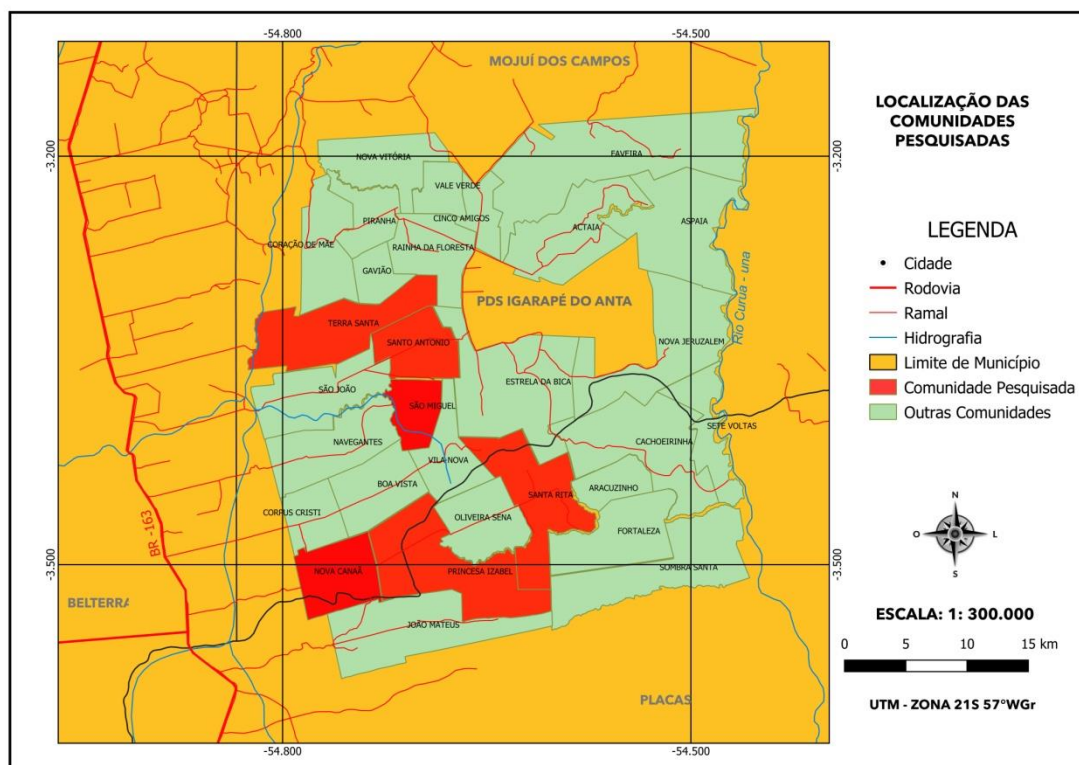 -54.800
-54.500
MOJUÍ DOS CAMPOS
-3.200
-3.200
FAVEIRA
NOVA VITÓRIA
VALE VERDE
PIRANHA
CINCO AMIGOS
ACTAIA
ASPAIA
CORAÇÃO DE MÃE
RAINHA DA FLORESTA
GAVIÃO
PDS IGARAPÉ DO ANTA
Rio Curuá - una
TERRA SANTA
SANTO ANTONIO
NOVA JERUZALEM
ESTRELA DA BICA
SÃO JOÃO
SÃO MIGUEL
SETE VOLTAS
NAVEGANTES
CACHOEIRINHA
VILA-NOVA
BOA VISTA
ARACUZINHO
SANTA RITA
CORPUS CRISTI
OLIVEIRA SENA
FORTALEZA
BR -163
-3.500
-3.500
NOVA CANAÃ
PRINCESA IZABEL
SOMBRA SANTA
BELTERRA
JOÃO MATEUS
PLACAS
-54.800
-54.500
LOCALIZAÇÃO DAS
COMUNIDADES
PESQUISADAS
LEGENDA
Cidade
Rodovia
Ramal
Hidrografia
Limite de Município
Comunidade Pesquisada
Outras Comunidades
N
O
L
S
ESCALA: 1: 300.000
0 5 10 15 km
UTM - ZONA 21S 57°WGr